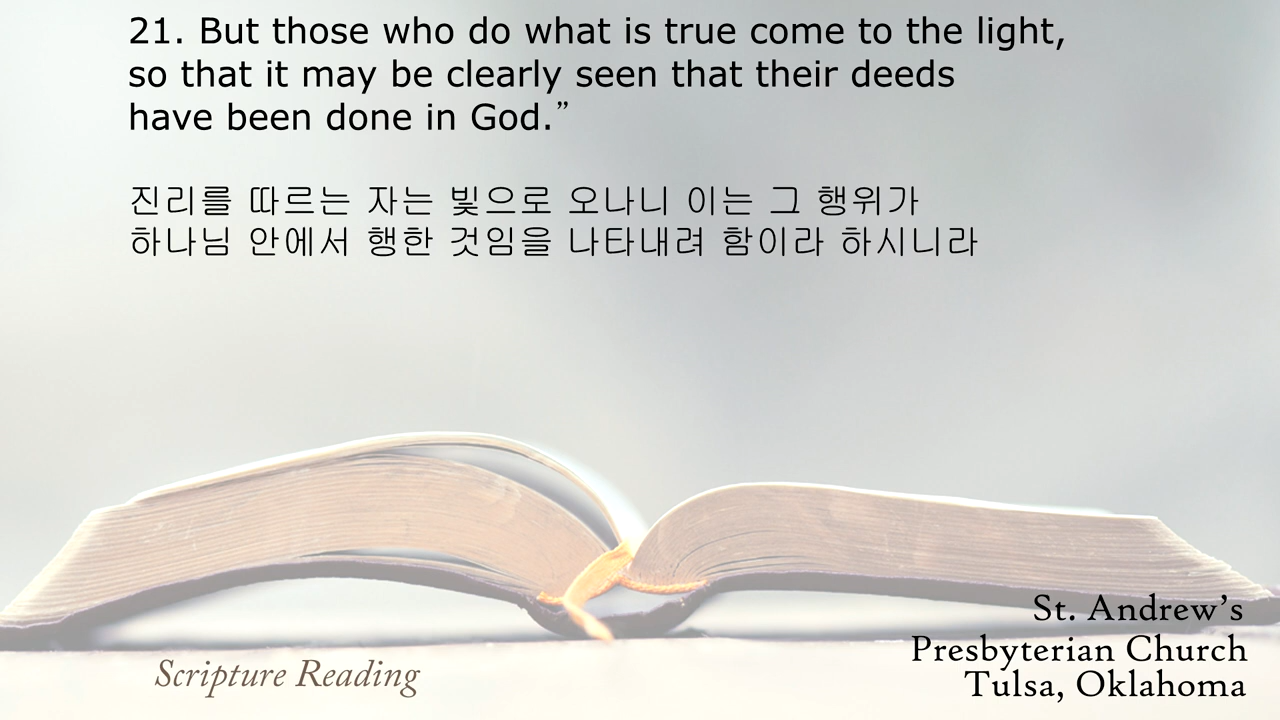 21. But those who do what is true come to the light,
so that it may be clearly seen that their deeds
have been done in God.”
진리를 따르는 자는 빛으로 오나니 이는 그 행위가
하나님 안에서 행한 것임을 나타내려 함이라 하시니라
St. Andrew’s
Presbyterian Church
Tulsa, Oklahoma
Scripture Reading